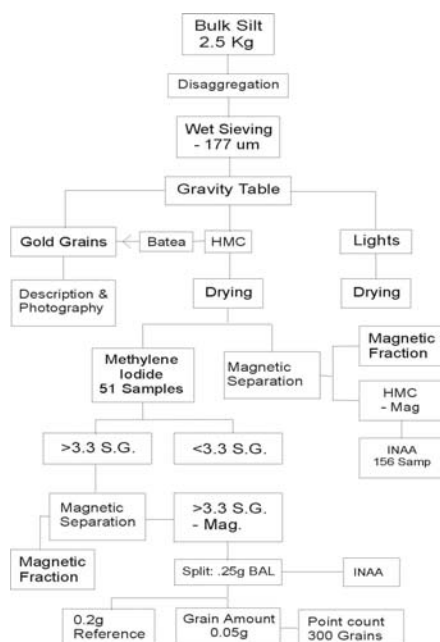 Bulk Silt
2.5 Kg
Disaggregation
Wet Sieving
- 177 um
Gravity Table
Gold Grains
Batea
HMC
Lights
Description &
Photography
Drying
Drying
Methylene
Iodide
51 Samples
Magnetic
Separation
Magnetic
Fraction
HMC
- Mag
INAA
156 Samp
>3.3 S.G.
<3.3 S.G.
Magnetic
Separation
>3.3 S.G.
- Mag.
Magnetic
Fraction
Split: .25g BAL
INAA
0.2g
Reference
Grain Amount
0.05g
Point count
300 Grains